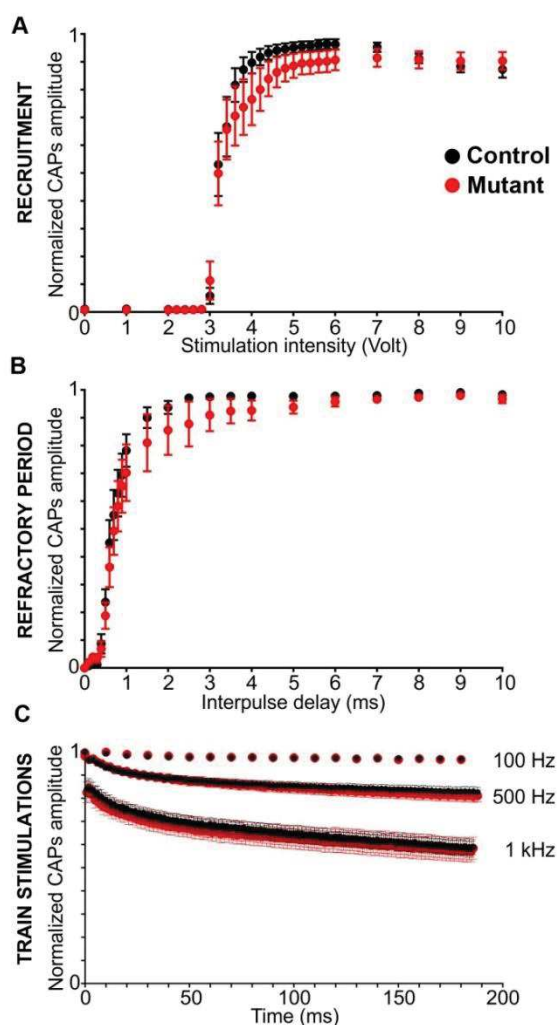 A
RECRUITMENT
Normalized CAPs amplitude
1
0
Control
Mutant
0 1 2 3 4 5 6 7 8 9 10
Stimulation intensity (Volt)
B
REFRACTORY PERIOD
Normalized CAPs amplitude
1
0
0 1 2 3 4 5 6 7 8 9 10
Interpulse delay (ms)
C
TRAIN STIMULATIONS
Normalized CAPs amplitude
1
0
100 Hz
500 Hz
1 kHz
0 50 100 150 200
Time (ms)